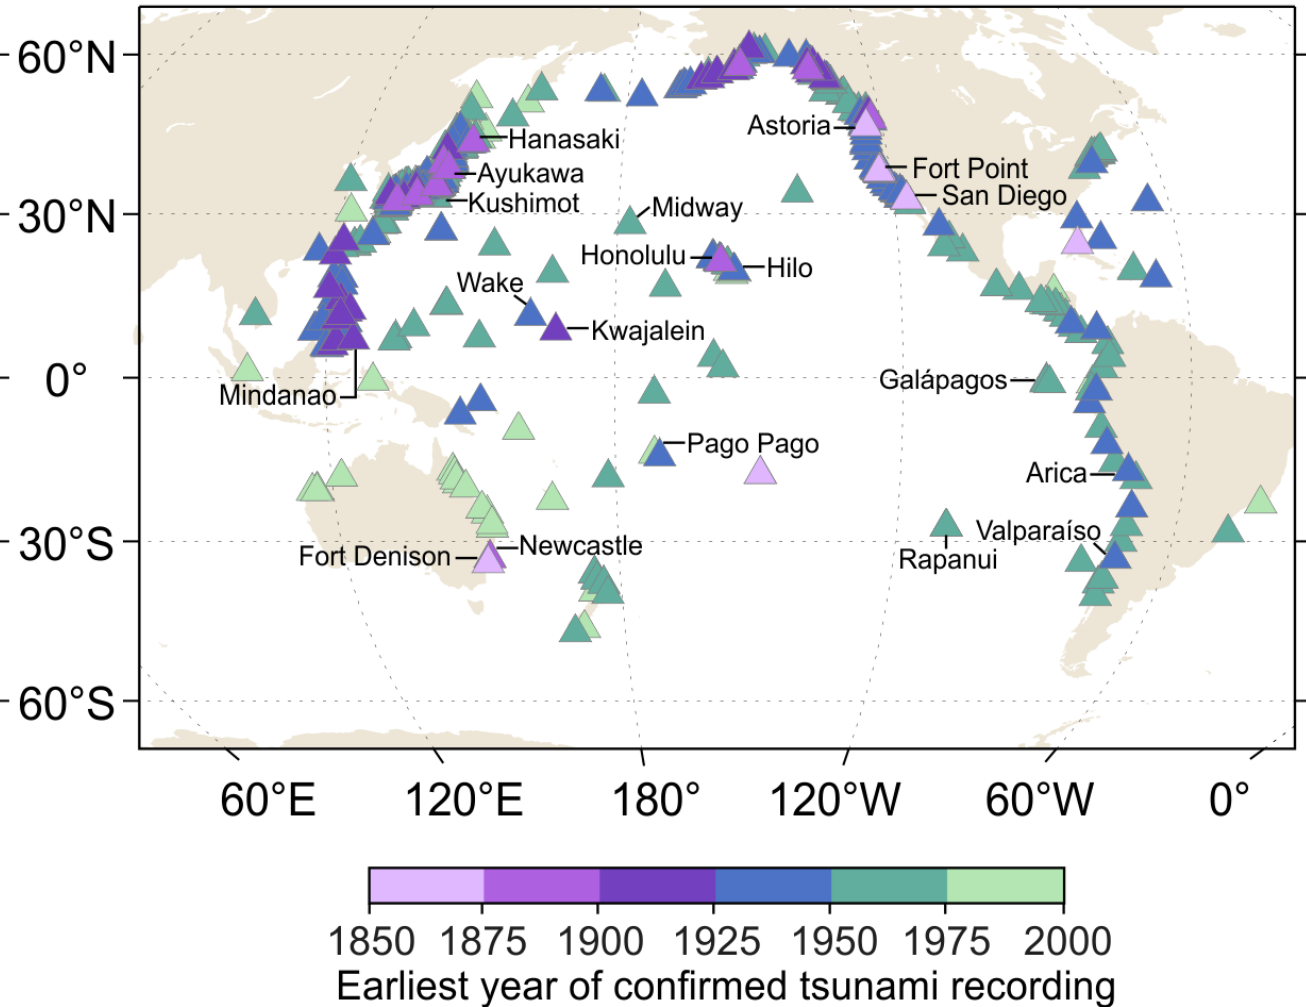 60°N
Astoria
Hanasaki
Fort Point
Ayukawa
San Diego
Kushimot
30°N
Midway
Honolulu
Hilo
Wake
Kwajalein
0°
Galápagos
Mindanao
Pago Pago
Arica
Valparaíso
30°S
Newcastle
Fort Denison
Rapanui
60°S
60°E 120°E 180° 120°W 60°W 0°
1850 1875 1900 1925 1950 1975 2000
Earliest year of confirmed tsunami recording